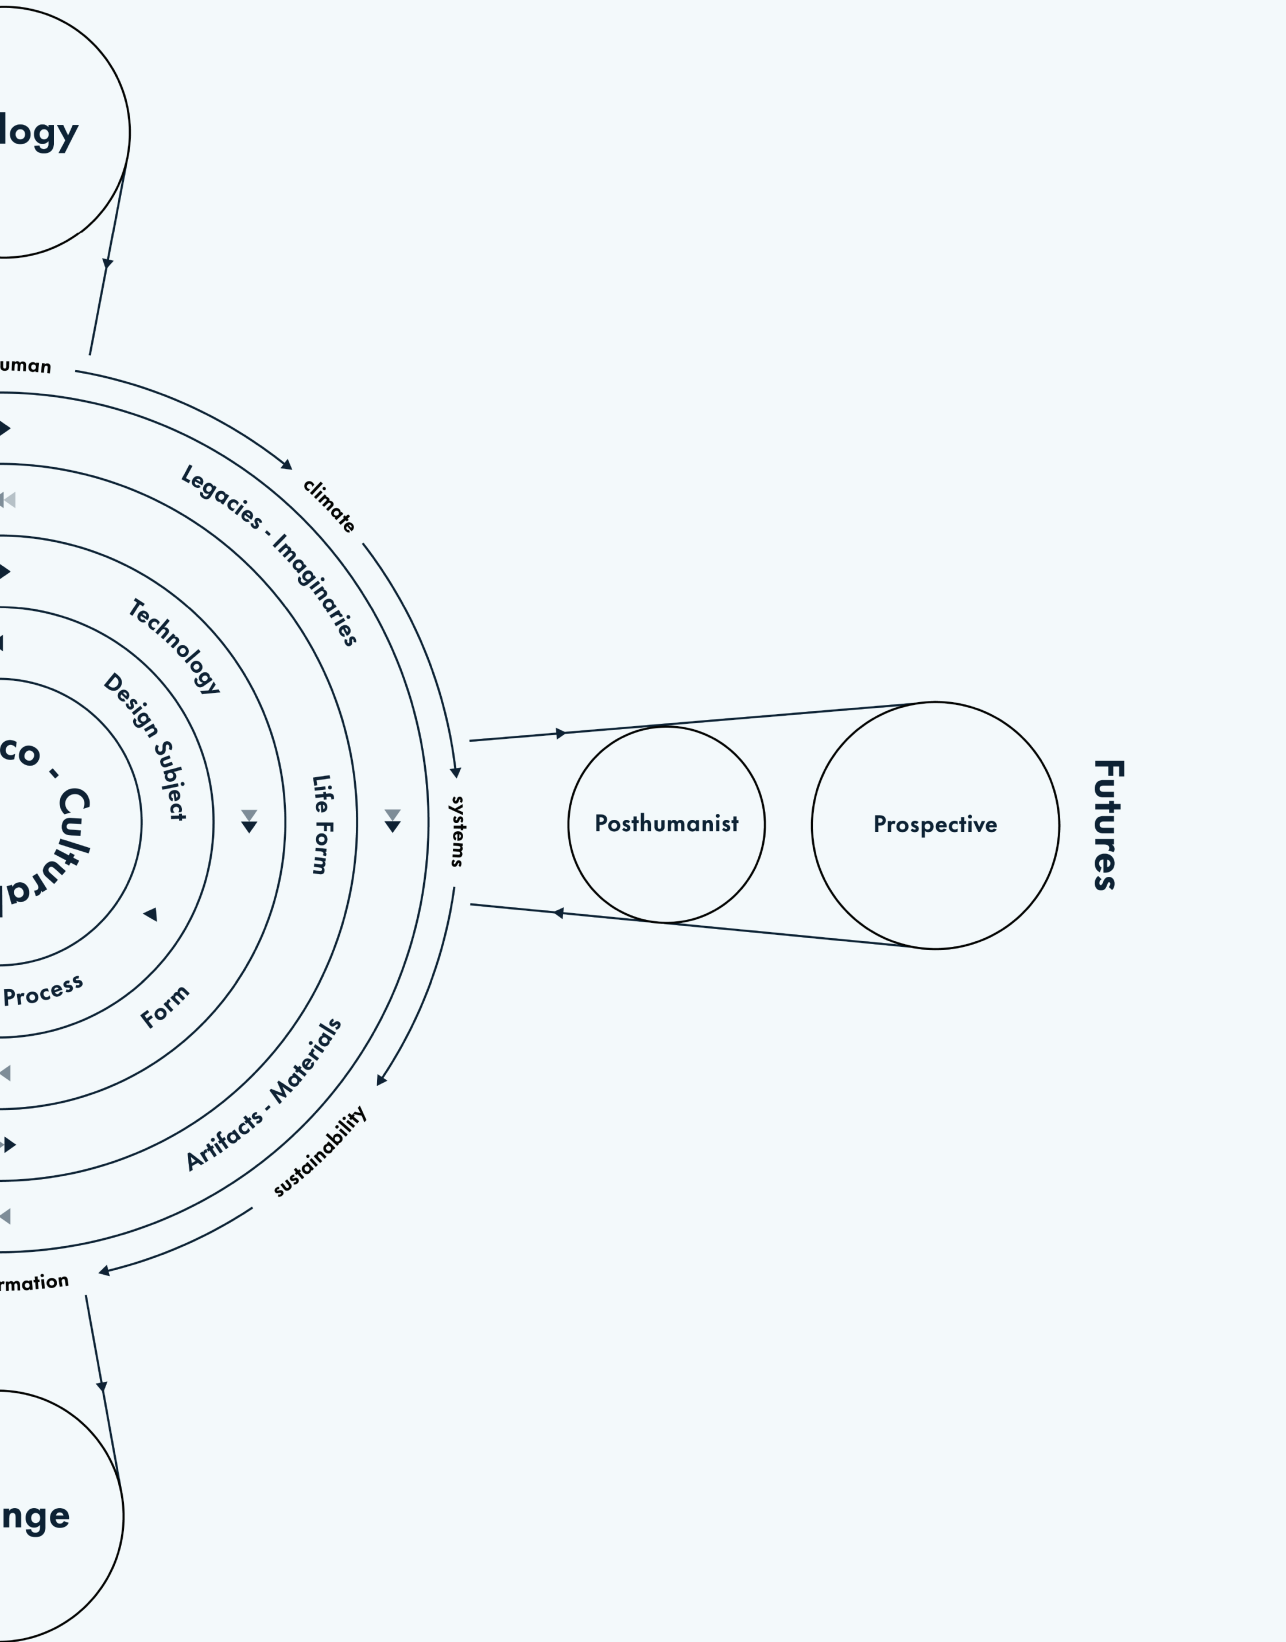 logy
uman
climate
Legacies - Imaginaries
Technology
Design Subject
co - Cultural
Life Form
systems
Posthumanist
Prospective
Futures
Process
Form
Artifacts - Materials
sustainability
rmation
nge